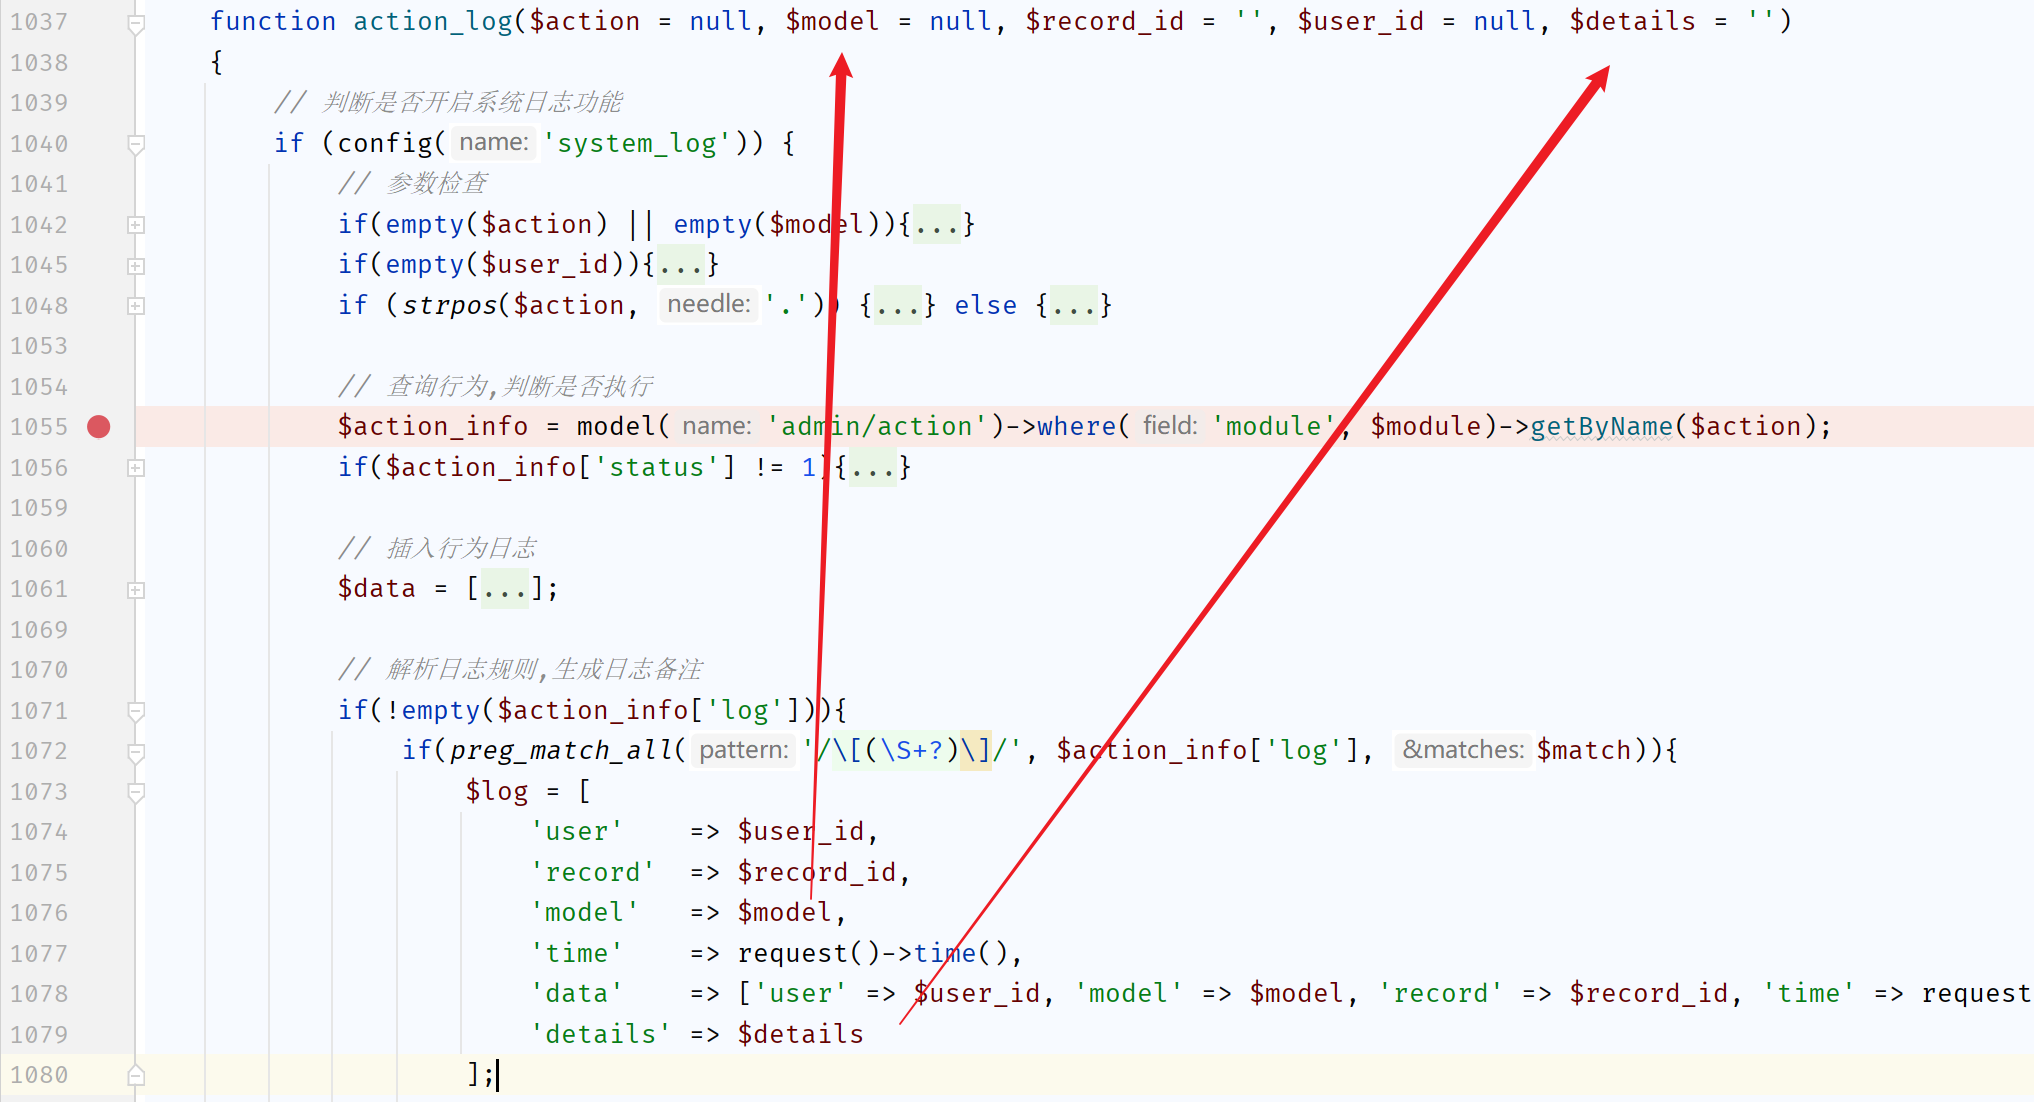 1037 function action_log($action = null, $model = null, $record_id = '', $user_id = null, $details = '')
1038 {
1039 // 判断是否开启系统日志功能
1040 if (config( name: 'system_log')) {
1041 // 参数检查
1042 if(empty($action) || empty($model)){...}
1045 if(empty($user_id)){...}
1048 if (strpos($action, needle: '.')) {...} else {...}
1053
1054 // 查询行为,判断是否执行
1055 $action_info = model( name: 'admin/action')->where( field: 'module', $module)->getByName($action);
1056 if($action_info['status'] != 1){...}
1059
1060 // 插入行为日志
1061 $data = [...];
1069
1070 // 解析日志规则,生成日志备注
1071 if(!empty($action_info['log'])){
1072 if(preg_match_all( pattern: '/\[(\S+?)\]/', $action_info['log'], &matches: $match)){
1073 $log = [
1074 'user' => $user_id,
1075 'record' => $record_id,
1076 'model' => $model,
1077 'time' => request()->time(),
1078 'data' => ['user' => $user_id, 'model' => $model, 'record' => $record_id, 'time' => request
1079 'details' => $details
1080 ];